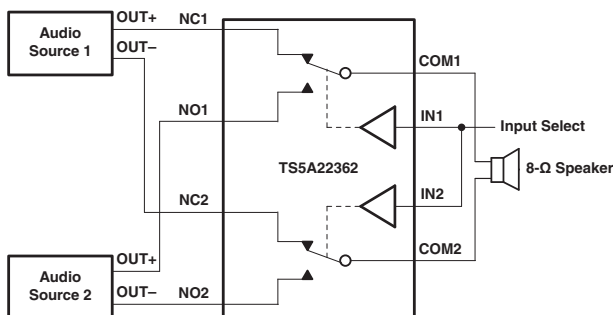 Audio
Source 1
OUT+
OUT–
NC1
NO1
NC2
NO2
COM1
IN1
Input Select
TS5A22362
8-Ω Speaker
IN2
COM2
Audio
Source 2
OUT+
OUT–